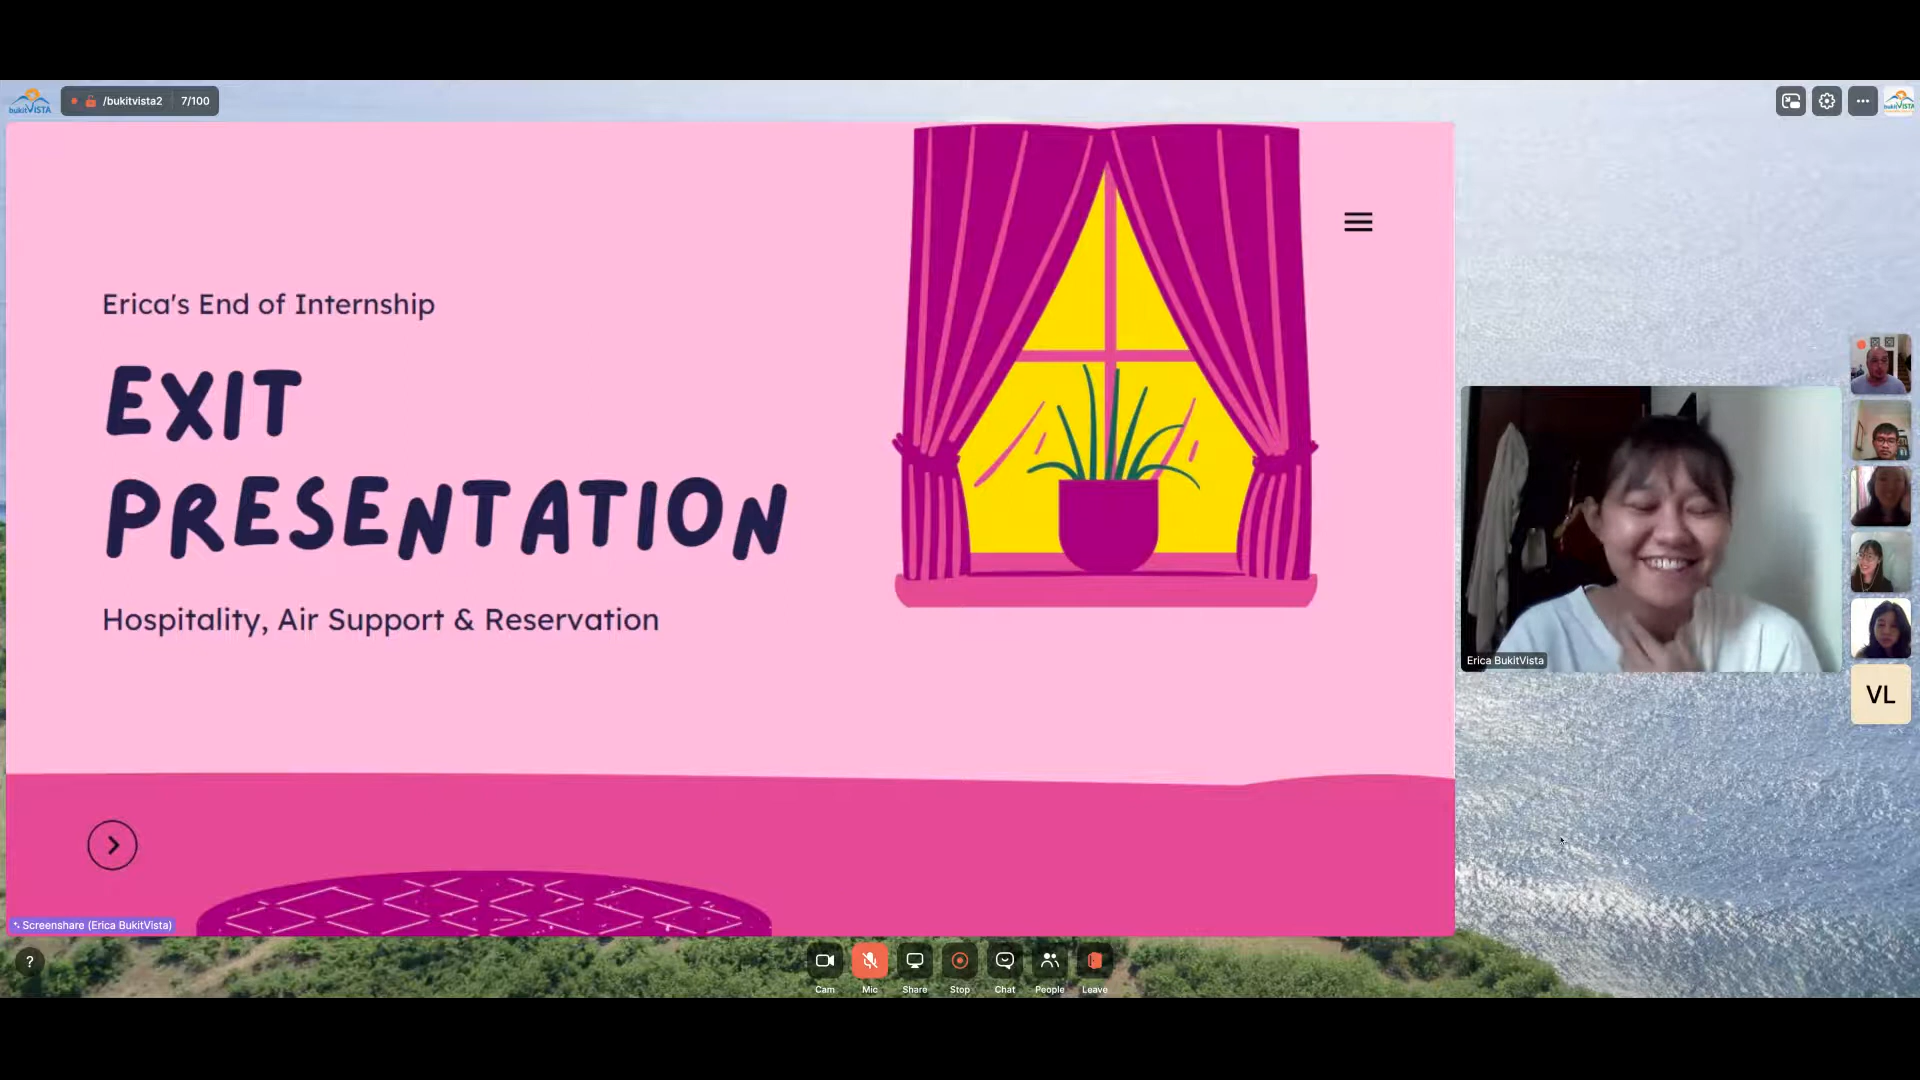 bukitVISTA
/bukitvista2 7/100
Erica's End of Internship
EXIT
PRESENTATION
Hospitality, Air Support & Reservation
Erica BukitVista
VL
Screenshare (Erica BukitVista)
?
Cam Mic Share Stop Chat People Leave